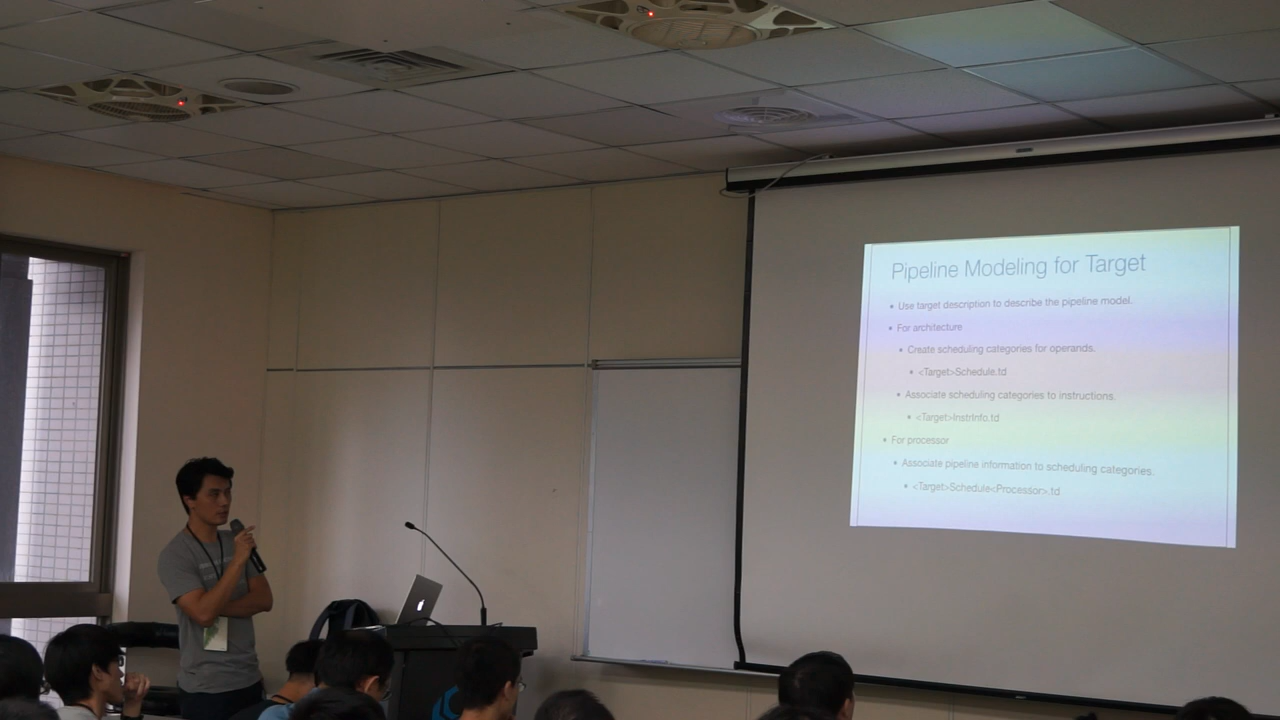 Pipeline Modeling for Target
• Use target description to describe the pipeline model.
• For architecture
• Create scheduling categories for operands.
• <Target>Schedule.td
• Associate scheduling categories to instructions.
• <Target>InstrInfo.td
• For processor
• Associate pipeline information to scheduling categories.
• <Target>Schedule<Processor>.td